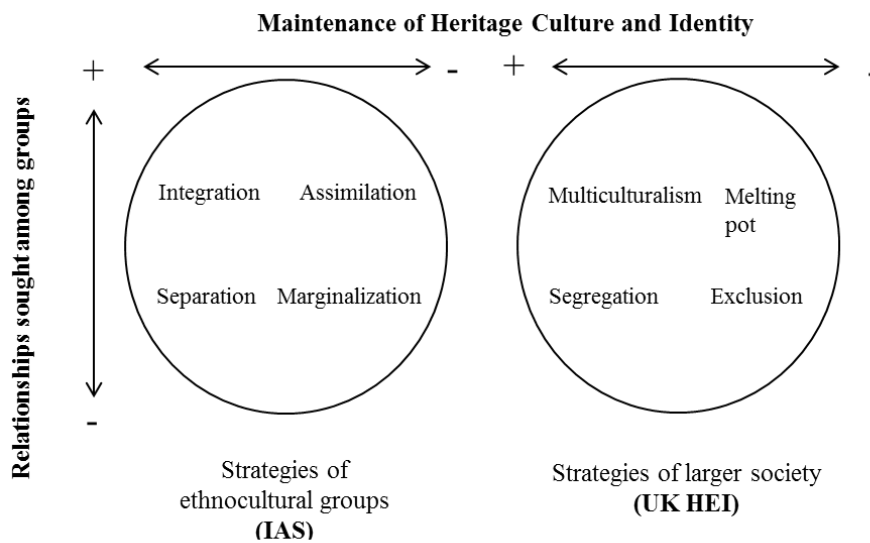 Maintenance of Heritage Culture and Identity
+ - + -
Relationships sought among groups
Integration Assimilation
Separation Marginalization
-
Multiculturalism Melting
pot
Segregation Exclusion
Strategies of
ethnocultural groups
(IAS)
Strategies of larger society
(UK HEI)